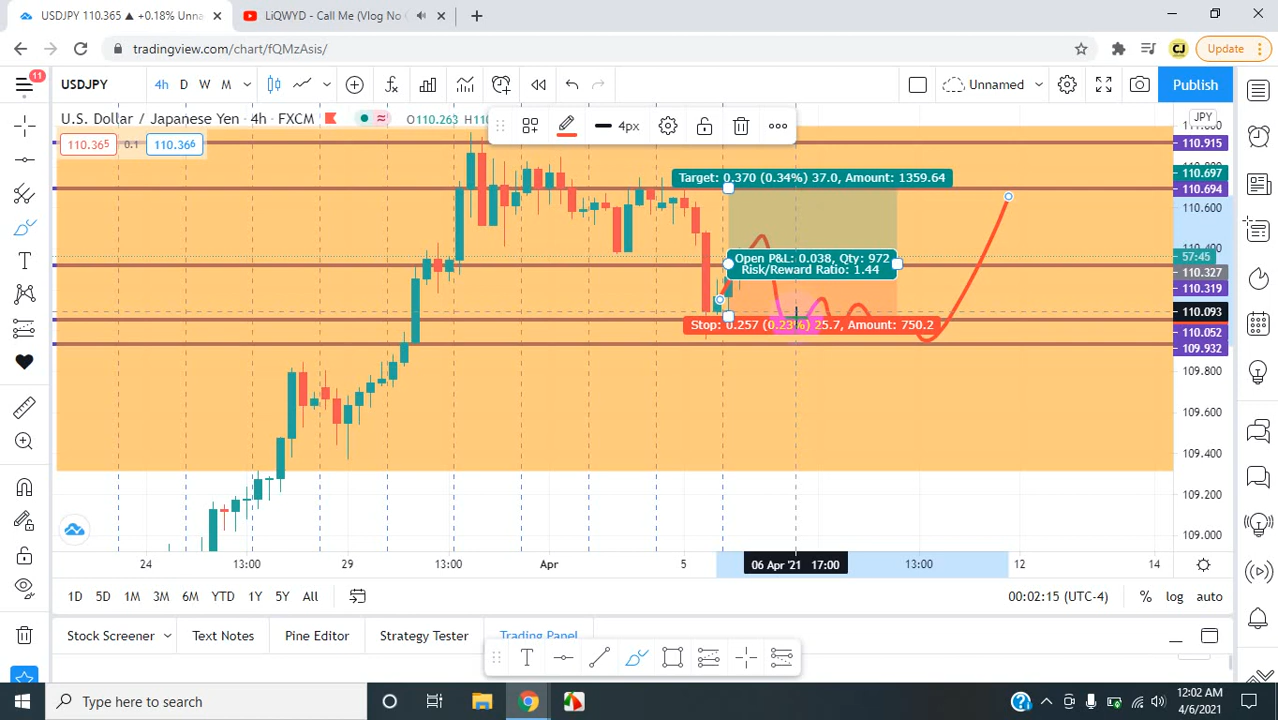 USDJPY 110.365 ▲ +0.18% Unna
LiQWYD - Call Me (Vlog No
tradingview.com/chart/fQMzAsis/
Update
11
USDJPY
4h D W M
Unnamed
Publish
U.S. Dollar / Japanese Yen · 4h · FXCM
O110.263 H11
4px
JPY
110.365 0.1 110.366
110.915
110.697
110.694
110.600
110.400
57:45
110.327
110.319
110.093
110.052
109.932
109.800
109.600
109.400
109.200
109.000
Target: 0.370 (0.34%) 37.0, Amount: 1359.64
Open P&L: 0.038, Qty: 972
Risk/Reward Ratio: 1.44
Stop: 0.257 (0.23%) 25.7, Amount: 750.2
24 13:00 29 13:00 Apr 5 06 Apr '21 17:00 13:00 12 14
1D 5D 1M 3M 6M YTD 1Y 5Y All
00:02:15 (UTC-4) % log auto
Stock Screener Text Notes Pine Editor Strategy Tester Trading Panel
Type here to search
12:02 AM
4/6/2021